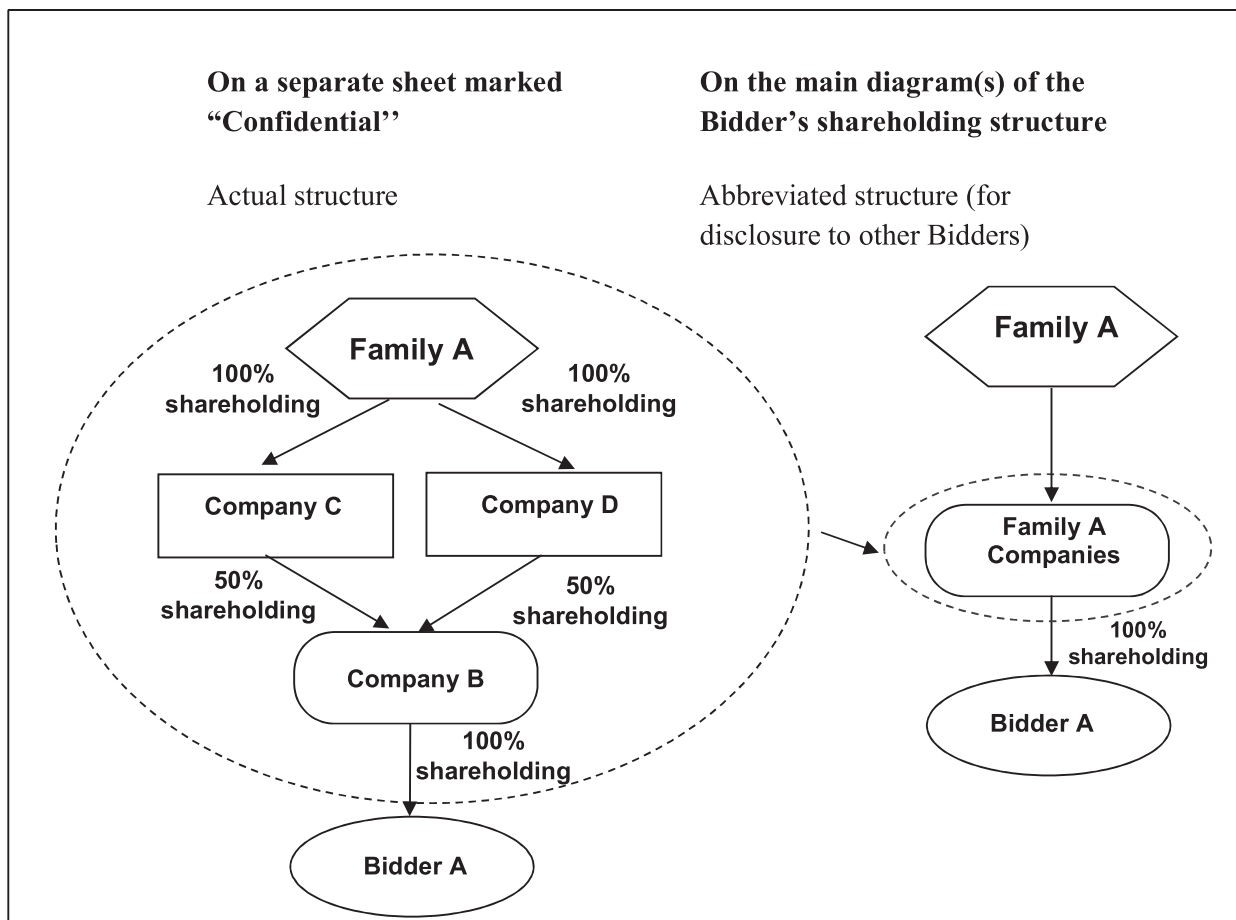 On a separate sheet marked
“Confidential’’
Actual structure
Family A
100%
shareholding
100%
shareholding
Company C
Company D
50%
shareholding
50%
shareholding
Company B
100%
shareholding
Bidder A
On the main diagram(s) of the
Bidder’s shareholding structure
Abbreviated structure (for
disclosure to other Bidders)
Family A
Family A
Companies
100%
shareholding
Bidder A